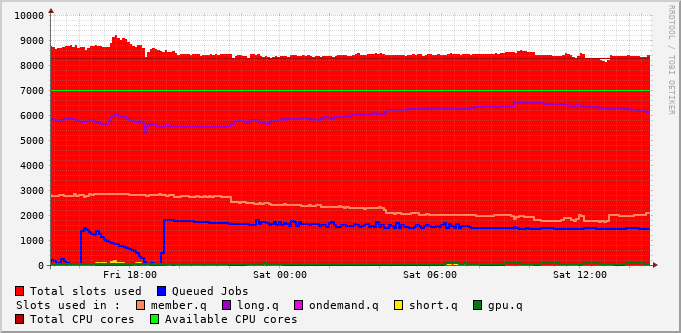 RRDTOOL / TOBI OETIKER
10000
9000
8000
7000
6000
5000
4000
3000
2000
1000
0
Fri 18:00 Sat 00:00 Sat 06:00 Sat 12:00
Total slots used Queued Jobs
Slots used in : member.q long.q ondemand.q short.q gpu.q
Total CPU cores Available CPU cores